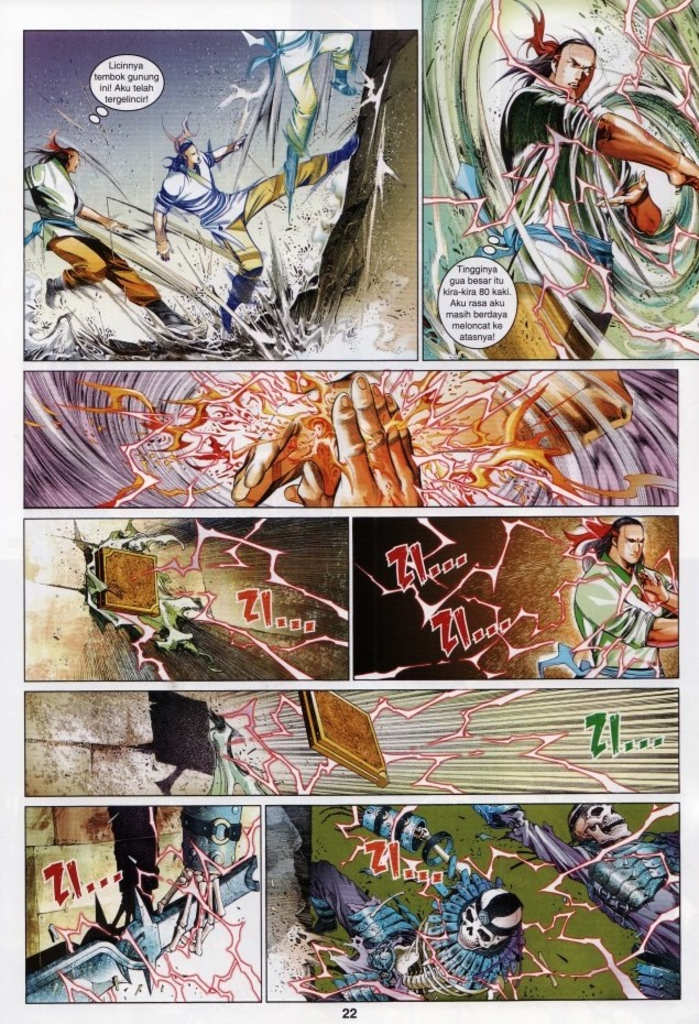 Licinnya
tembok gunung
ini! Aku telah
tergelincir!
Tingginya
gua besar itu
kira-kira 80 kaki.
Aku rasa aku
masih berdaya
meloncat ke
atasnya!
ZI...
ZI...
ZI...
ZI...
ZI...
ZI...
22